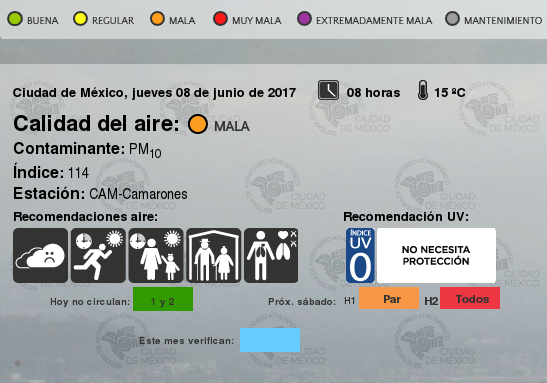 BUENA REGULAR MALA MUY MALA EXTREMADAMENTE MALA MANTENIMIENTO
Ciudad de México, jueves 08 de junio de 2017 08 horas 15 ºC
Calidad del aire: MALA
Contaminante: PM10
Índice: 114
Estación: CAM-Camarones
Recomendaciones aire: Recomendación UV:
ÍNDICE
UV
0
NO NECESITA
PROTECCIÓN
Hoy no circulan: 1 y 2 Próx. sábado: H1 Par H2 Todos
Este mes verifican:
CIUDAD
DE MÉXICO